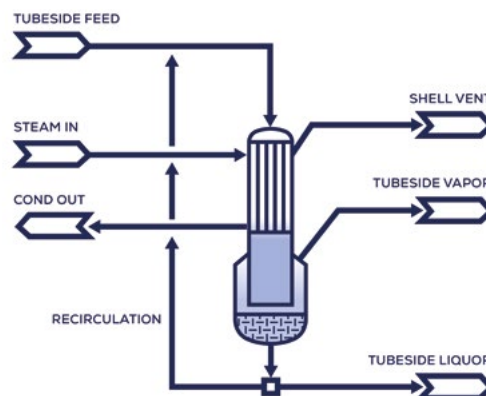 TUBESIDE FEED
SHELL VENT
STEAM IN
TUBESIDE VAPOR
COND OUT
RECIRCULATION
TUBESIDE LIQUOR